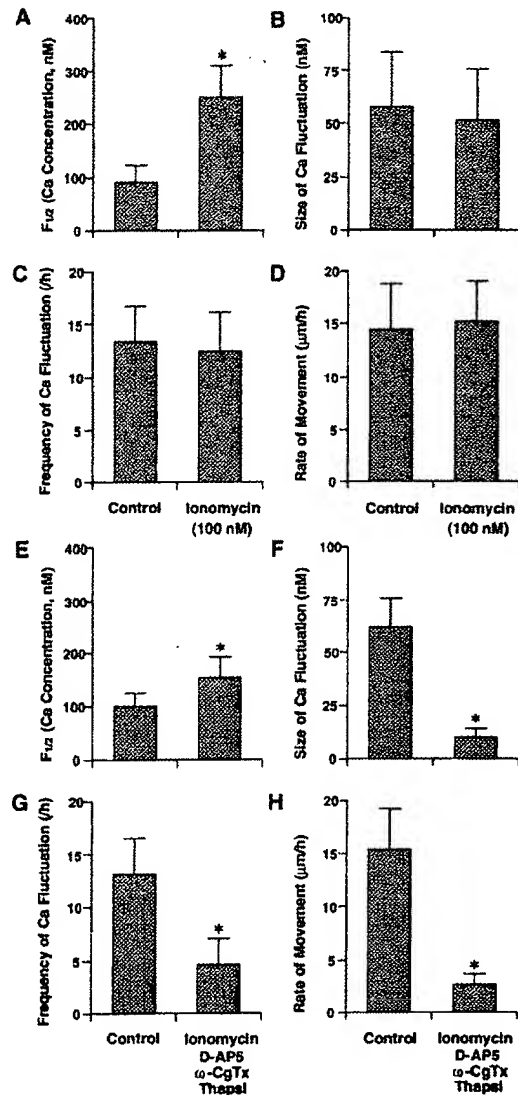 A
F1/2 (Ca Concentration, nM)
400
300
200
100
0
*
B
Size of Ca Fluctuation (nM)
100
75
50
25
0
C
Frequency of Ca Fluctuation (/h)
20
15
10
5
0
Control
Ionomycin
(100 nM)
D
Rate of Movement (μm/h)
20
15
10
5
0
Control
Ionomycin
(100 nM)
E
F1/2 (Ca Concentration, nM)
400
300
200
100
0
*
F
Size of Ca Fluctuation (nM)
100
75
50
25
0
*
G
Frequency of Ca Fluctuation (/h)
20
15
10
5
0
*
Control
Ionomycin
D-AP5
ω-CgTx
Thapsi
H
Rate of Movement (μm/h)
20
15
10
5
0
*
Control
Ionomycin
D-AP5
ω-CgTx
Thapsi